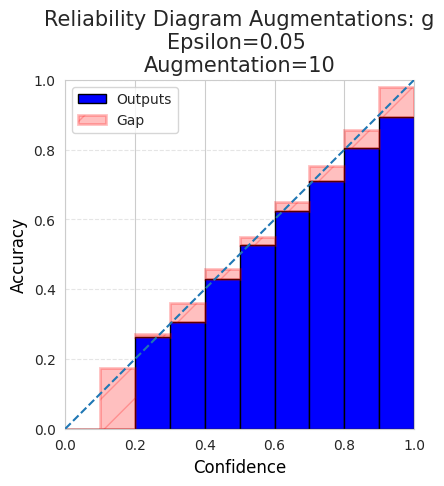 Reliability Diagram Augmentations: g
Epsilon=0.05
Augmentation=10
1.0
Outputs
Gap
0.8
0.6
Accuracy
0.4
0.2
0.0
0.0 0.2 0.4 0.6 0.8 1.0
Confidence